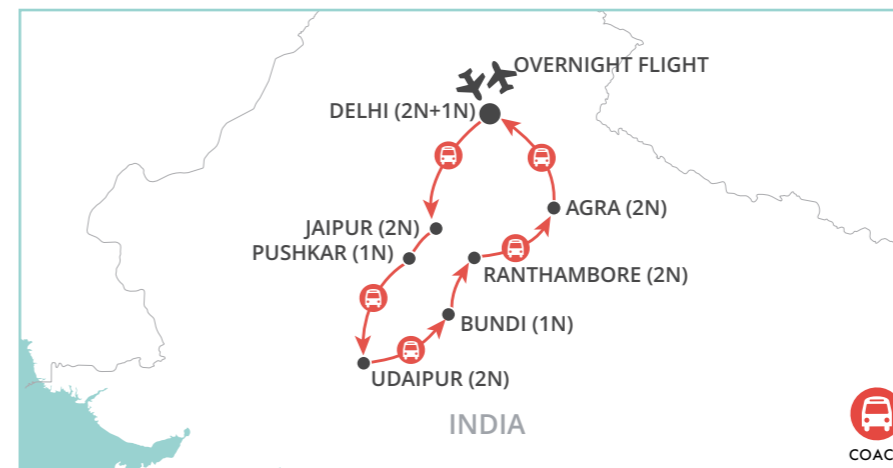 OVERNIGHT FLIGHT
DELHI (2N+1N)
AGRA (2N)
JAIPUR (2N)
PUSHKAR (1N)
RANTHAMBORE (2N)
BUNDI (1N)
UDAIPUR (2N)
INDIA